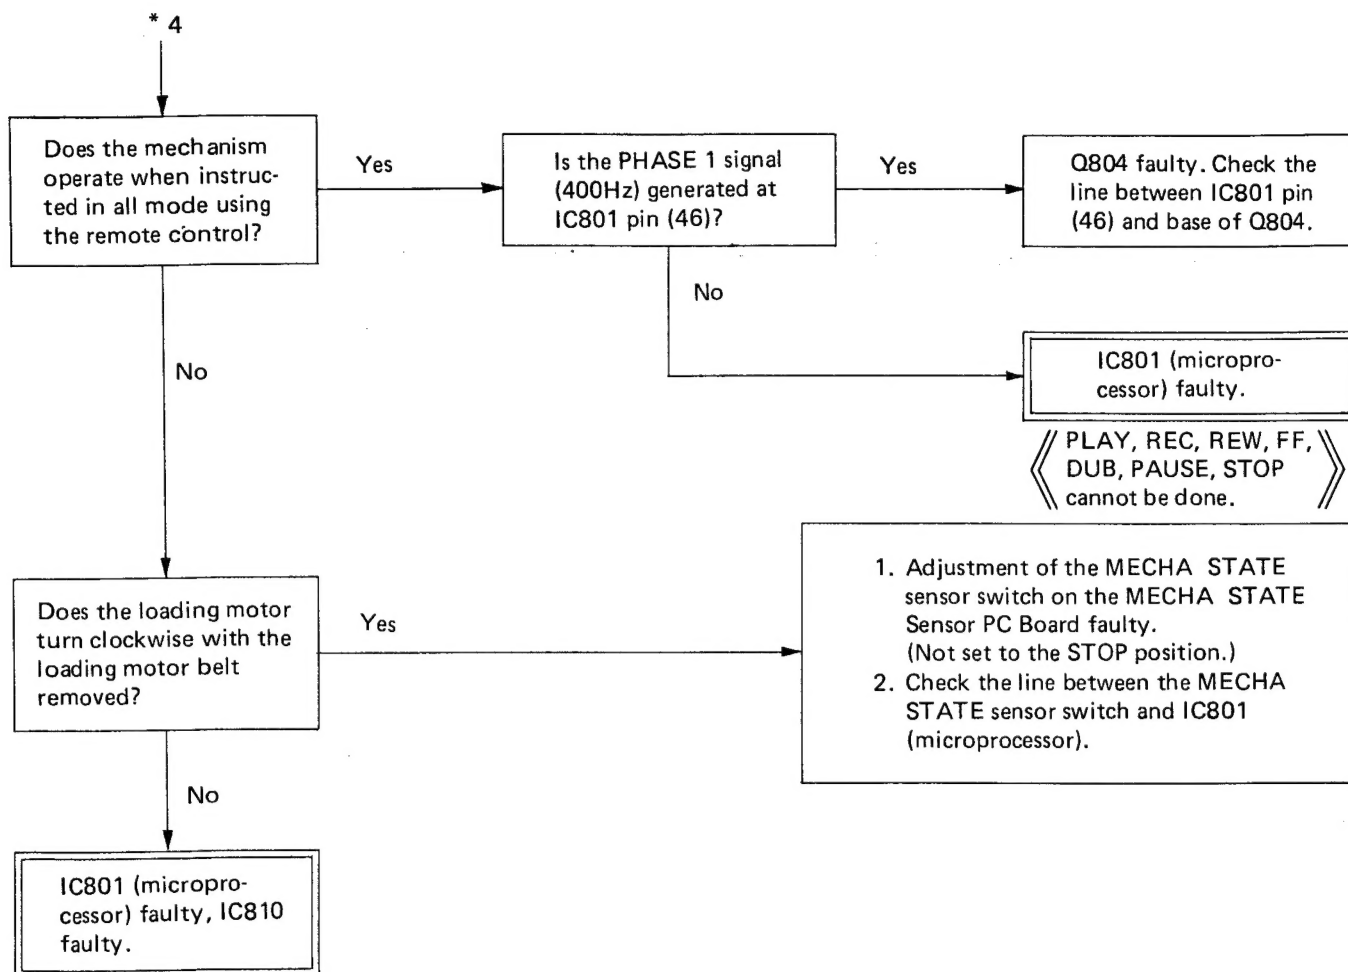 * 4
Does the mechanism
operate when instruc-
ted in all mode using
the remote control?
Yes
Is the PHASE 1 signal
(400Hz) generated at
IC801 pin (46)?
Yes
Q804 faulty. Check the
line between IC801 pin
(46) and base of Q804.
No
IC801 (micropro-
cessor) faulty.
PLAY, REC, REW, FF,
DUB, PAUSE, STOP
cannot be done.
No
Does the loading motor
turn clockwise with the
loading motor belt
removed?
Yes
1. Adjustment of the MECHA STATE
sensor switch on the MECHA STATE
Sensor PC Board faulty.
(Not set to the STOP position.)
2. Check the line between the MECHA
STATE sensor switch and IC801
(microprocessor).
No
IC801 (micropro-
cessor) faulty, IC810
faulty.